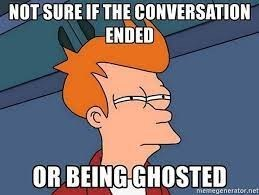 NOT SURE IF THE CONVERSATION
ENDED
OR BEING GHOSTED
memegenerator.net